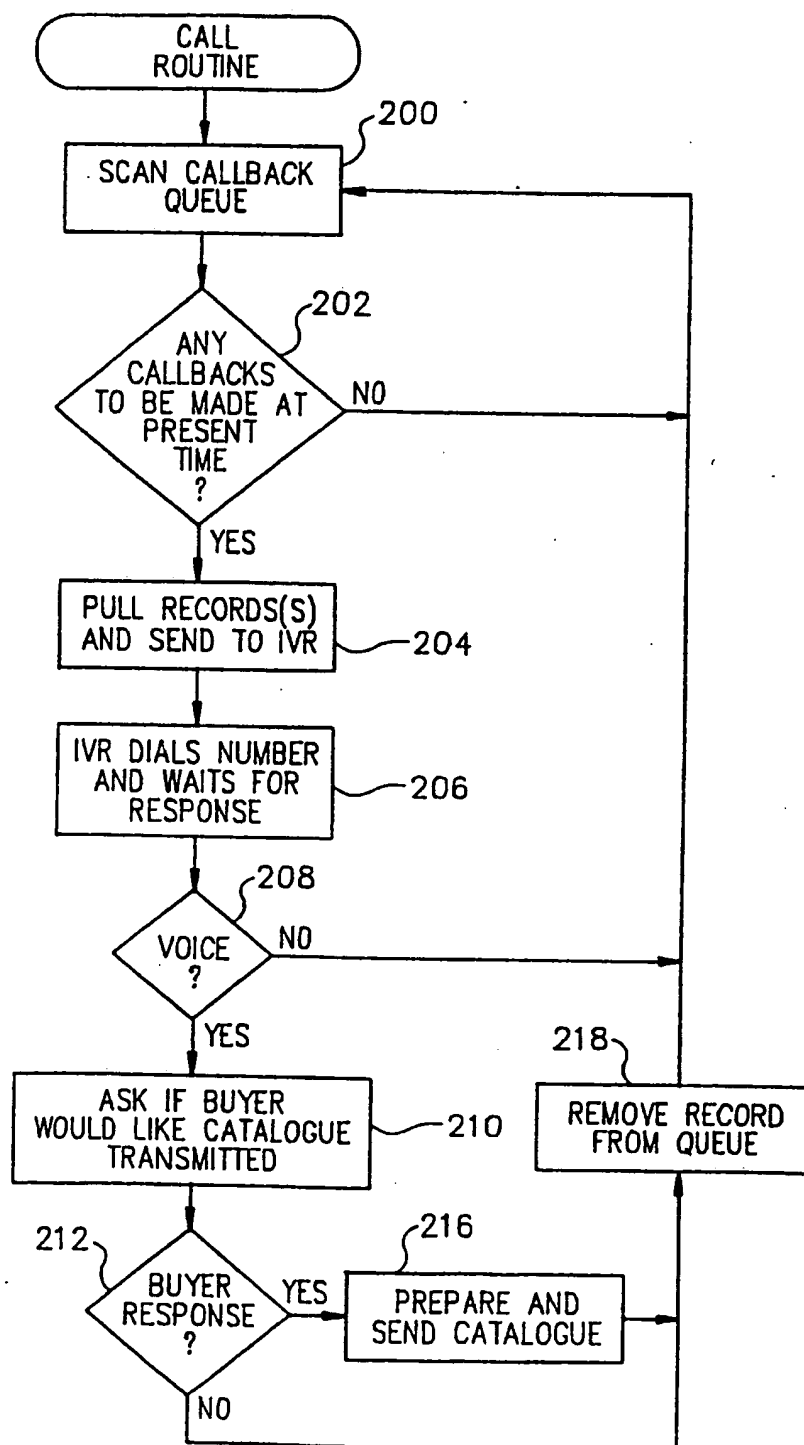 CALL
ROUTINE
200
SCAN CALLBACK
QUEUE
202
ANY
CALLBACKS
TO BE MADE AT
PRESENT
TIME
?
NO
YES
PULL RECORDS(S)
AND SEND TO IVR
204
IVR DIALS NUMBER
AND WAITS FOR
RESPONSE
206
208
VOICE
?
NO
YES
218
ASK IF BUYER
WOULD LIKE CATALOGUE
TRANSMITTED
210
REMOVE RECORD
FROM QUEUE
212
216
BUYER
RESPONSE
?
YES
PREPARE AND
SEND CATALOGUE
NO